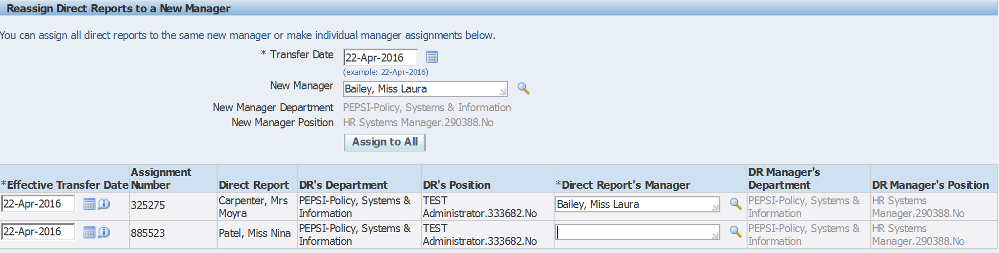 Reassign Direct Reports to a New Manager
You can assign all direct reports to the same new manager or make individual manager assignments below.
* Transfer Date 22-Apr-2016
(example: 22-Apr-2016)
New Manager Bailey, Miss Laura
New Manager Department PEPSI-Policy, Systems & Information
New Manager Position HR Systems Manager.290388.No
Assign to All
*Effective Transfer Date Assignment Number Direct Report DR's Department DR's Position *Direct Report's Manager DR Manager's Department DR Manager's Position
22-Apr-2016 325275 Carpenter, Mrs Moyra PEPSI-Policy, Systems & Information TEST Administrator.333682.No Bailey, Miss Laura PEPSI-Policy, Systems & Information HR Systems Manager.290388.No
22-Apr-2016 885523 Patel, Miss Nina PEPSI-Policy, Systems & Information TEST Administrator.333682.No PEPSI-Policy, Systems & Information HR Systems Manager.290388.No